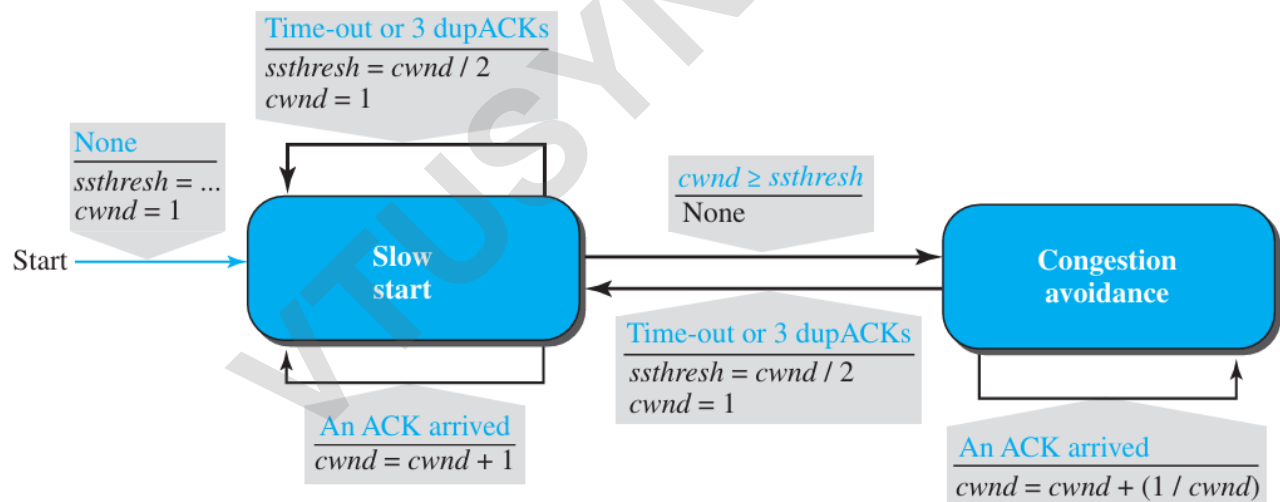 Time-out or 3 dupACKs
ssthresh = cwnd / 2
cwnd = 1
None
ssthresh = ...
cwnd = 1
cwnd ≥ ssthresh
None
Start
Slow
start
Congestion
avoidance
Time-out or 3 dupACKs
ssthresh = cwnd / 2
cwnd = 1
An ACK arrived
cwnd = cwnd + 1
An ACK arrived
cwnd = cwnd + (1 / cwnd)
VTUSYN